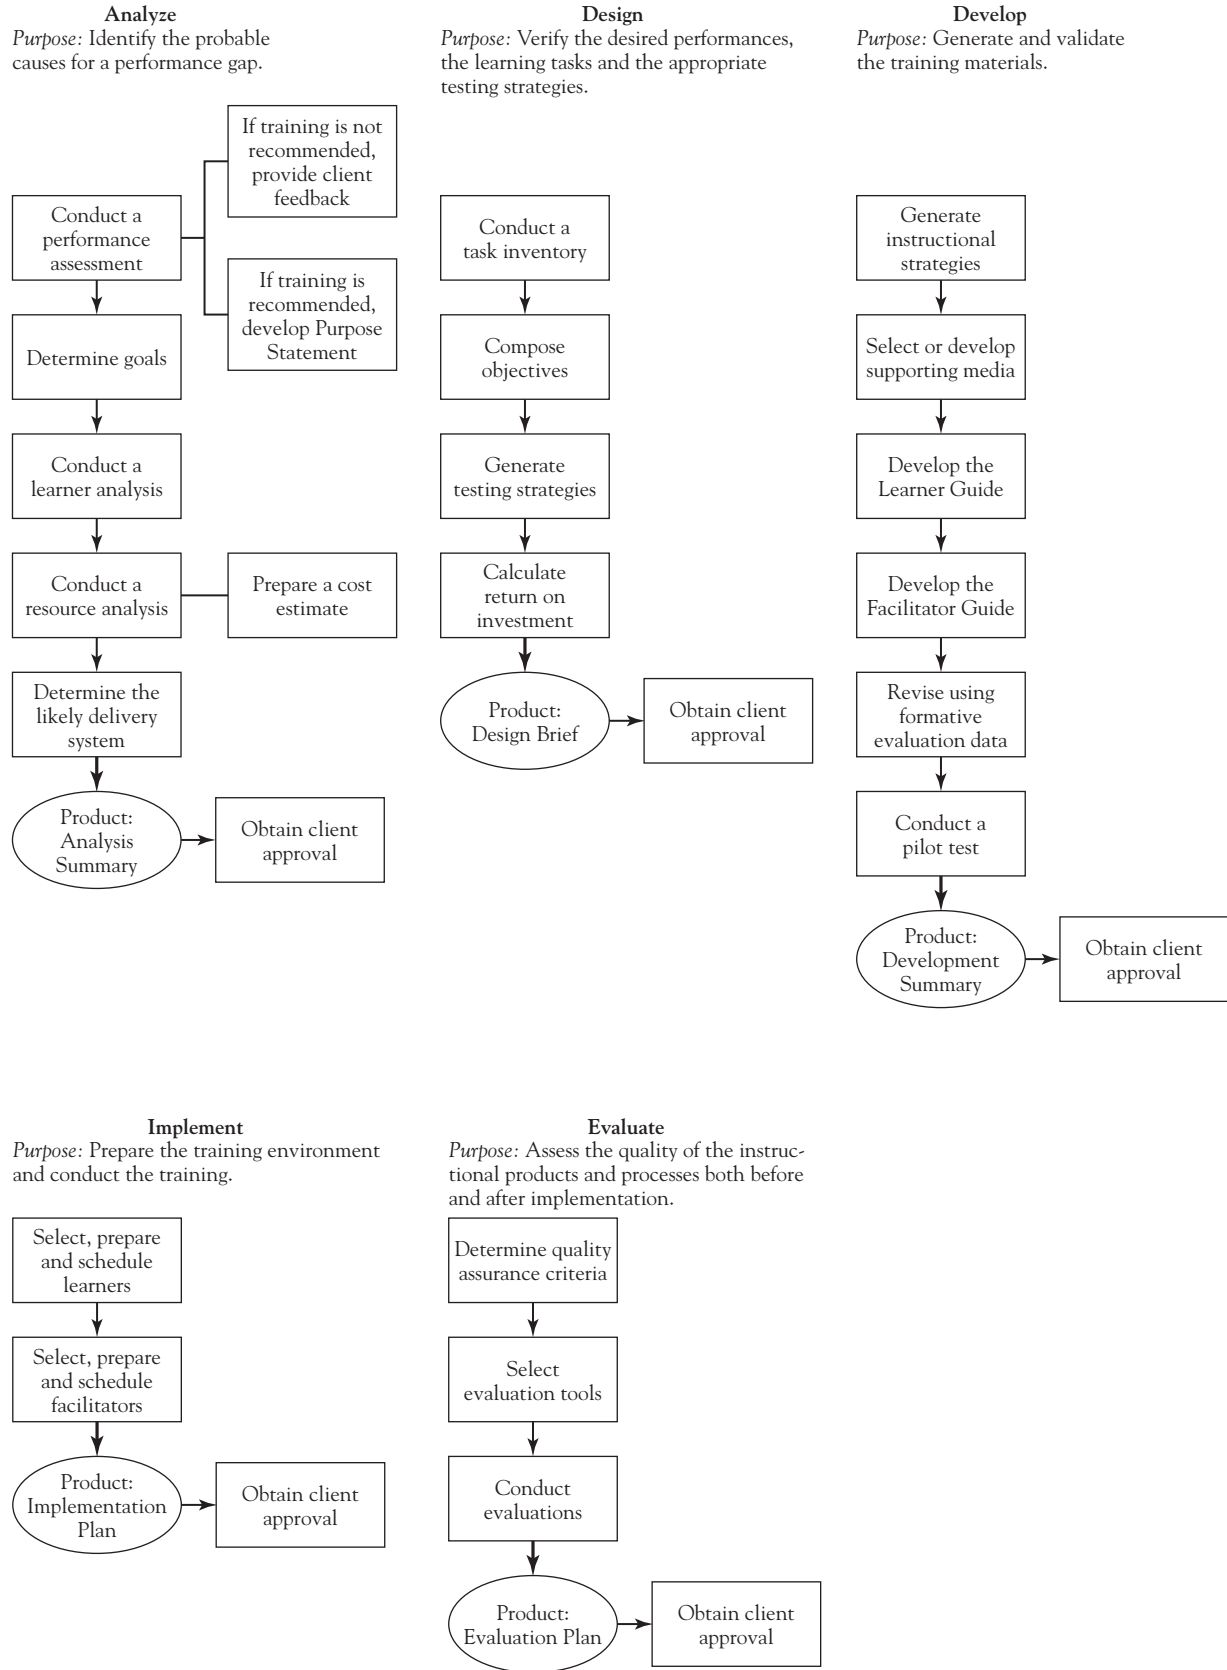 Analyze
Purpose: Identify the probable
causes for a performance gap.
If training is not
recommended,
provide client
feedback
Conduct a
performance
assessment
If training is
recommended,
develop Purpose
Statement
Determine goals
Conduct a
learner analysis
Conduct a
resource analysis
Prepare a cost
estimate
Determine the
likely delivery
system
Product:
Analysis
Summary
Obtain client
approval
Design
Purpose: Verify the desired performances,
the learning tasks and the appropriate
testing strategies.
Conduct a
task inventory
Compose
objectives
Generate
testing strategies
Calculate
return on
investment
Product:
Design Brief
Obtain client
approval
Develop
Purpose: Generate and validate
the training materials.
Generate
instructional
strategies
Select or develop
supporting media
Develop the
Learner Guide
Develop the
Facilitator Guide
Revise using
formative
evaluation data
Conduct a
pilot test
Product:
Development
Summary
Obtain client
approval
Implement
Purpose: Prepare the training environment
and conduct the training.
Select, prepare
and schedule
learners
Select, prepare
and schedule
facilitators
Product:
Implementation
Plan
Obtain client
approval
Evaluate
Purpose: Assess the quality of the instruc-
tional products and processes both before
and after implementation.
Determine quality
assurance criteria
Select
evaluation tools
Conduct
evaluations
Product:
Evaluation Plan
Obtain client
approval